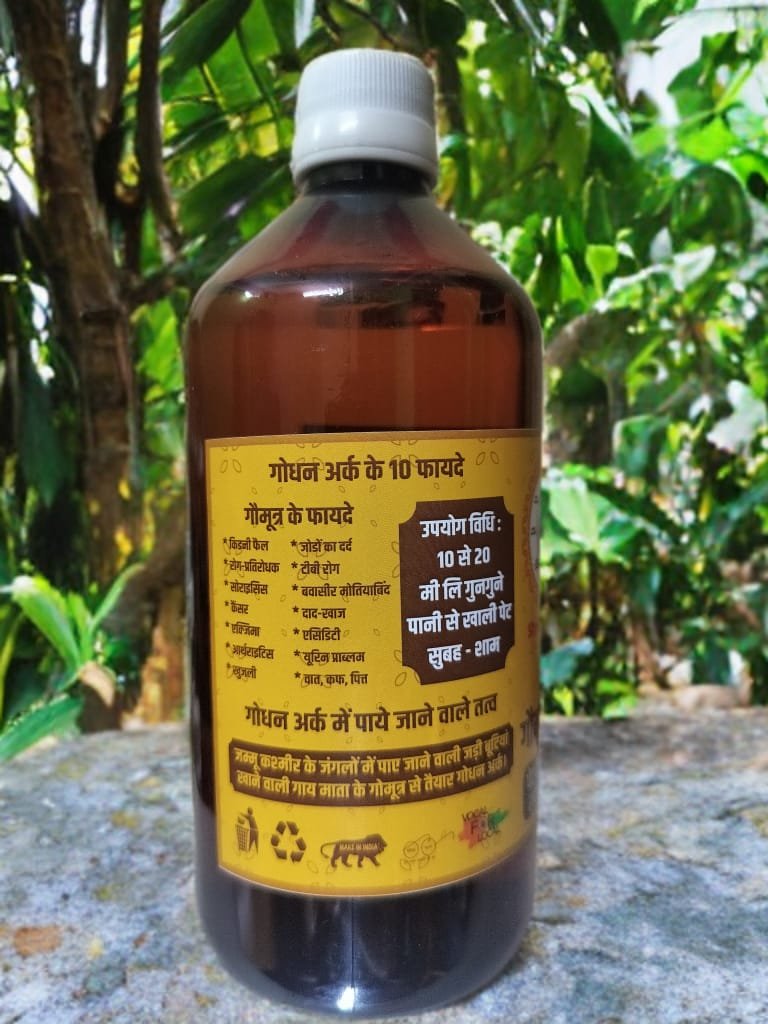 गोधन अर्क के 10 फायदे
गौमूत्र के फायदे
* किडनी फैल
* रोग-प्रतिरोधक
* सोराइसिस
* कैंसर
* एग्जिमा
* आर्थराइटिस
* खुजली
* जोड़ों का दर्द
* टीबी रोग
* बवासीर मोतियाबिंद
* दाद-खाज
* एसिडिटी
* यूरिन प्राब्लम
* वात, कफ, पित्त
उपयोग विधि :
10 से 20
मी लि गुनगुने
पानी से खाली पेट
सुबह - शाम
गोधन अर्क में पाये जाने वाले तत्व
जम्मू कश्मीर के जंगलों में पाए जाने वाली जड़ी बूटियां
खाने वाली गाय माता के गोमूत्र से तैयार गोधन अर्क।
MAKE IN INDIA
VOCAL
FOR
LOCAL